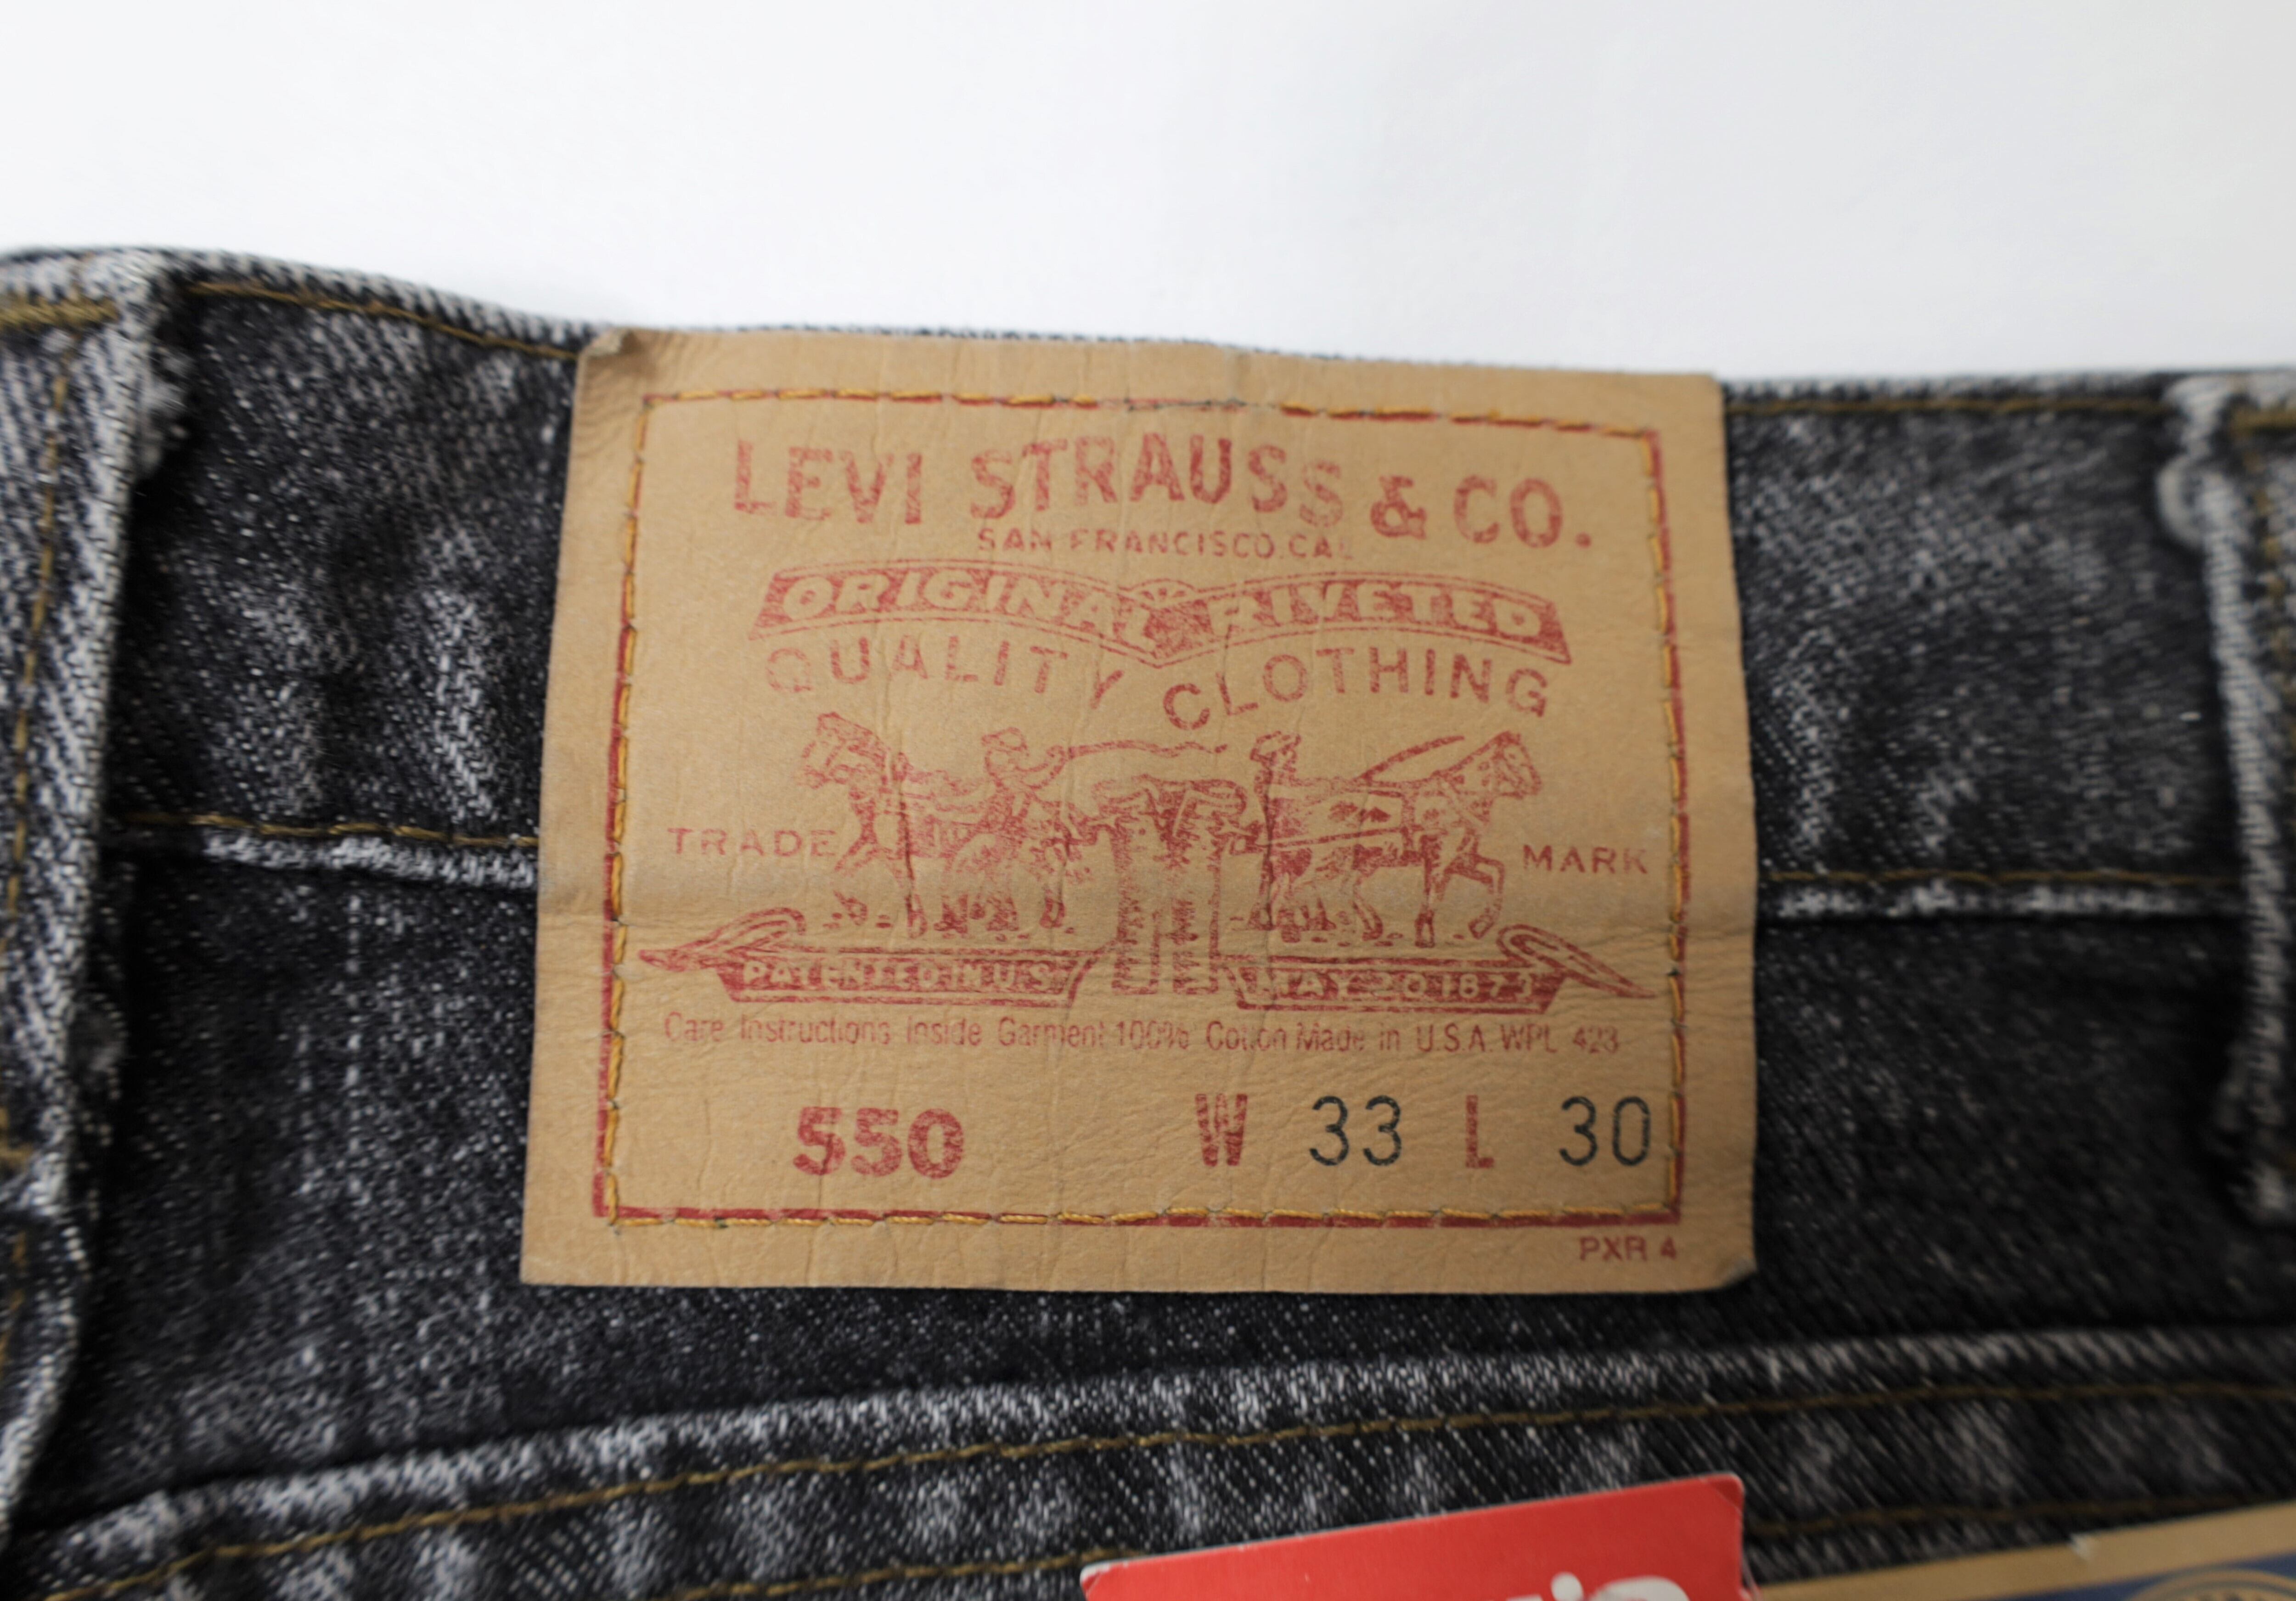 LEVI STRAUSS & CO.
SAN FRANCISCO, CAL
ORIGINAL RIVETED
QUALITY CLOTHING
TRADE MARK
PATENTED IN U.S. MAY 20 1873
Care Instructions Inside Garment 100% Cotton Made in U.S.A. WPL 423
550 W 33 L 30
PXR 4